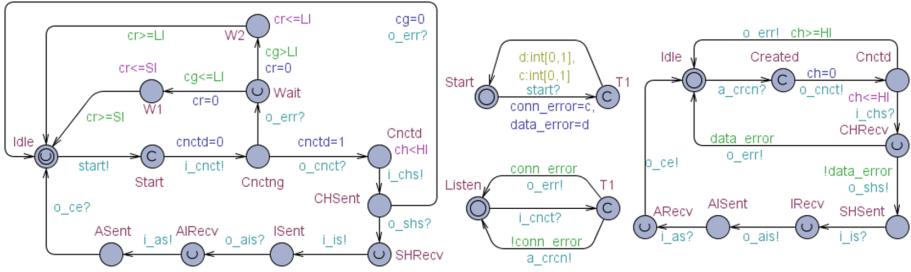 cr<=LI
W2
cr>=LI
cg=0
o_err?
cg>LI
cr=0
cr<=SI
cg<=LI
W1
cr=0
Wait
cr>=SI
o_err?
Idle
cnctd=0
cnctd=1
Cnctd
ch<HI
start!
i_cnct!
o_cnct?
Start
Cnctng
i_chs!
CHSent
o_ce?
o_shs?
ASent
AIRecv
ISent
i_as!
o_ais?
i_is!
SHRecv
d:int[0,1],
c:int[0,1]
Start
start?
T1
conn_error=c,
data_error=d
conn_error
o_err!
Listen
T1
i_cnct?
!conn_error
a_crcn!
o_err!
ch>=HI
Idle
Created
Cnctd
ch=0
a_crcn?
o_cnct!
ch<=HI
i_chs?
CHRecv
data_error
o_err!
o_ce!
!data_error
o_shs!
ARecv
AISent
IRecv
SHSent
i_as?
o_ais!
i_is?